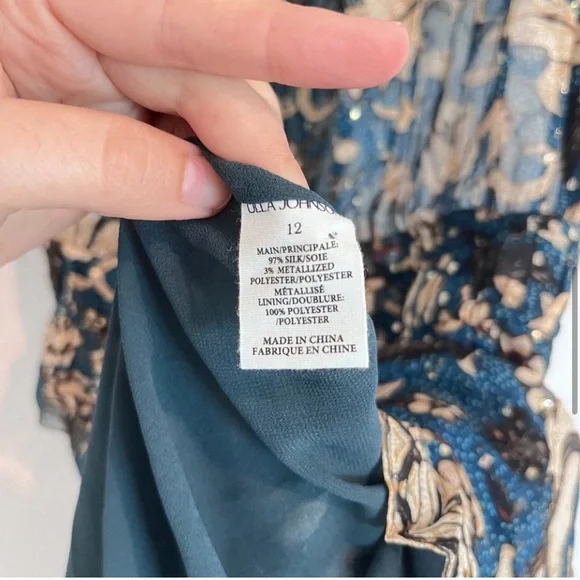 ULLA JOHNSO
12
MAIN/PRINCIPALE:
97% SILK/SOIE
3% METALLIZED
POLYESTER/POLYESTER
MÉTALLISÉ
LINING/DOUBLURE:
100% POLYESTER
/POLYESTER
MADE IN CHINA
FABRIQUE EN CHINE